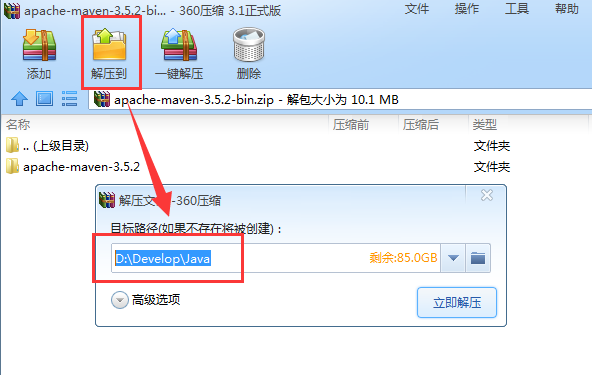 apache-maven-3.5.2-bi... - 360压缩 3.1正式版 文件 操作 工具 帮助
添加 解压到 一键解压 删除
apache-maven-3.5.2-bin.zip - 解包大小为 10.1 MB
名称 压缩前 压缩后 类型
.. (上级目录) 文件夹
apache-maven-3.5.2 文件夹
解压文 -360压缩
目标路径(如果不存在将被创建)：
D:\Develop\Java 剩余:85.0GB
高级选项 立即解压